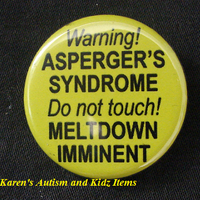 Warning!
ASPERGER'S
SYNDROME
Do not touch!
MELTDOWN
IMMINENT
Karen's Autism and Kidz Items